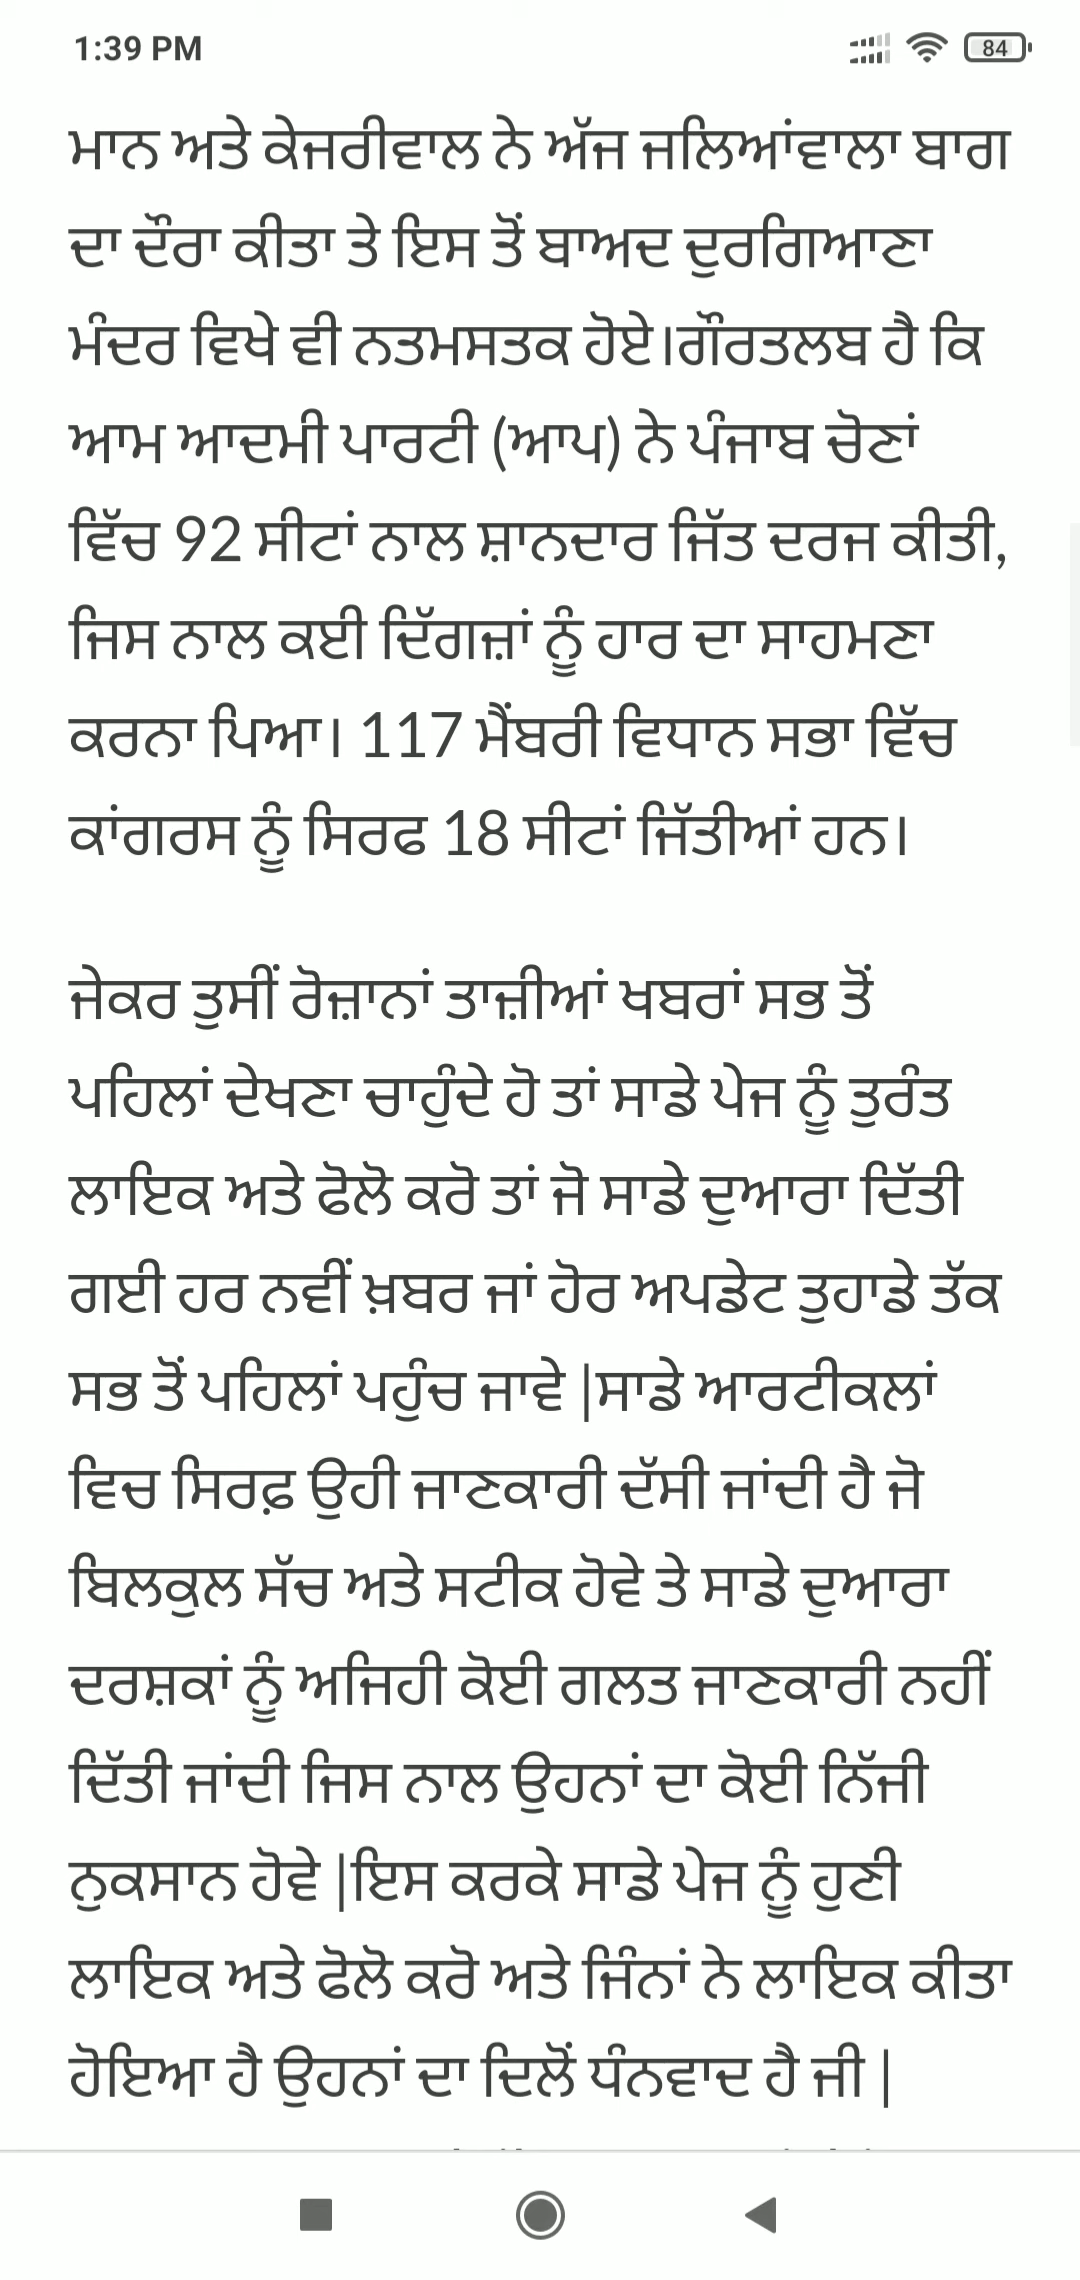 1:39 PM
84
ਮਾਨ ਅਤੇ ਕੇਜਰੀਵਾਲ ਨੇ ਅੱਜ ਜਲਿਆਂਵਾਲਾ ਬਾਗ
ਦਾ ਦੌਰਾ ਕੀਤਾ ਤੇ ਇਸ ਤੋਂ ਬਾਅਦ ਦੁਰਗਿਆਣਾ
ਮੰਦਰ ਵਿਖੇ ਵੀ ਨਤਮਸਤਕ ਹੋਏ।ਗੌਰਤਲਬ ਹੈ ਕਿ
ਆਮ ਆਦਮੀ ਪਾਰਟੀ (ਆਪ) ਨੇ ਪੰਜਾਬ ਚੋਣਾਂ
ਵਿੱਚ 92 ਸੀਟਾਂ ਨਾਲ ਸ਼ਾਨਦਾਰ ਜਿੱਤ ਦਰਜ ਕੀਤੀ,
ਜਿਸ ਨਾਲ ਕਈ ਦਿੱਗਜ਼ਾਂ ਨੂੰ ਹਾਰ ਦਾ ਸਾਹਮਣਾ
ਕਰਨਾ ਪਿਆ। 117 ਮੈਂਬਰੀ ਵਿਧਾਨ ਸਭਾ ਵਿੱਚ
ਕਾਂਗਰਸ ਨੂੰ ਸਿਰਫ 18 ਸੀਟਾਂ ਜਿੱਤੀਆਂ ਹਨ।
ਜੇਕਰ ਤੁਸੀਂ ਰੋਜ਼ਾਨਾਂ ਤਾਜ਼ੀਆਂ ਖਬਰਾਂ ਸਭ ਤੋਂ
ਪਹਿਲਾਂ ਦੇਖਣਾ ਚਾਹੁੰਦੇ ਹੋ ਤਾਂ ਸਾਡੇ ਪੇਜ ਨੂੰ ਤੁਰੰਤ
ਲਾਇਕ ਅਤੇ ਫੋਲੋ ਕਰੋ ਤਾਂ ਜੋ ਸਾਡੇ ਦੁਆਰਾ ਦਿੱਤੀ
ਗਈ ਹਰ ਨਵੀਂ ਖ਼ਬਰ ਜਾਂ ਹੋਰ ਅਪਡੇਟ ਤੁਹਾਡੇ ਤੱਕ
ਸਭ ਤੋਂ ਪਹਿਲਾਂ ਪਹੁੰਚ ਜਾਵੇ |ਸਾਡੇ ਆਰਟੀਕਲਾਂ
ਵਿਚ ਸਿਰਫ਼ ਉਹੀ ਜਾਣਕਾਰੀ ਦੱਸੀ ਜਾਂਦੀ ਹੈ ਜੋ
ਬਿਲਕੁਲ ਸੱਚ ਅਤੇ ਸਟੀਕ ਹੋਵੇ ਤੇ ਸਾਡੇ ਦੁਆਰਾ
ਦਰਸ਼ਕਾਂ ਨੂੰ ਅਜਿਹੀ ਕੋਈ ਗਲਤ ਜਾਣਕਾਰੀ ਨਹੀਂ
ਦਿੱਤੀ ਜਾਂਦੀ ਜਿਸ ਨਾਲ ਉਹਨਾਂ ਦਾ ਕੋਈ ਨਿੱਜੀ
ਨੁਕਸਾਨ ਹੋਵੇ |ਇਸ ਕਰਕੇ ਸਾਡੇ ਪੇਜ ਨੂੰ ਹੁਣੀ
ਲਾਇਕ ਅਤੇ ਫੋਲੋ ਕਰੋ ਅਤੇ ਜਿੰਨਾਂ ਨੇ ਲਾਇਕ ਕੀਤਾ
ਹੋਇਆ ਹੈ ਉਹਨਾਂ ਦਾ ਦਿਲੋਂ ਧੰਨਵਾਦ ਹੈ ਜੀ |